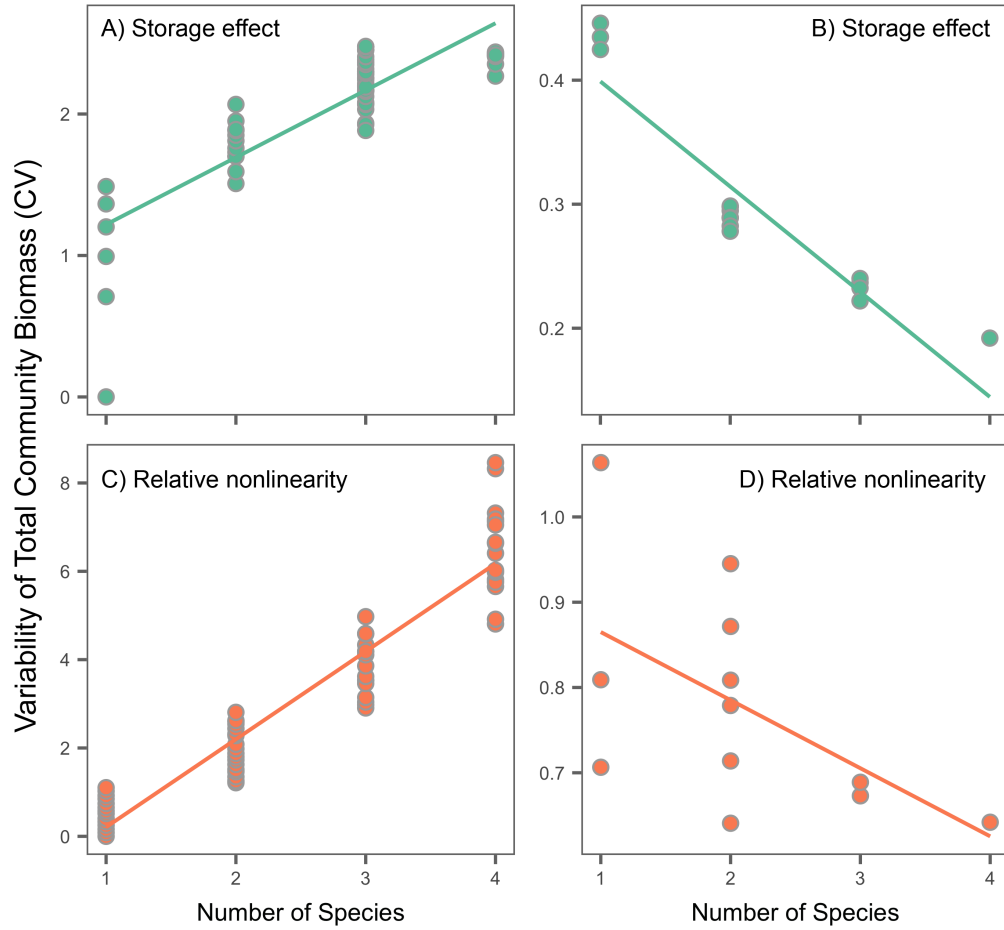 Variability of Total Community Biomass (CV)
A) Storage effect
2
1
0
B) Storage effect
0.4
0.3
0.2
C) Relative nonlinearity
8
6
4
2
0
1 2 3 4
Number of Species
D) Relative nonlinearity
1.0
0.9
0.8
0.7
1 2 3 4
Number of Species